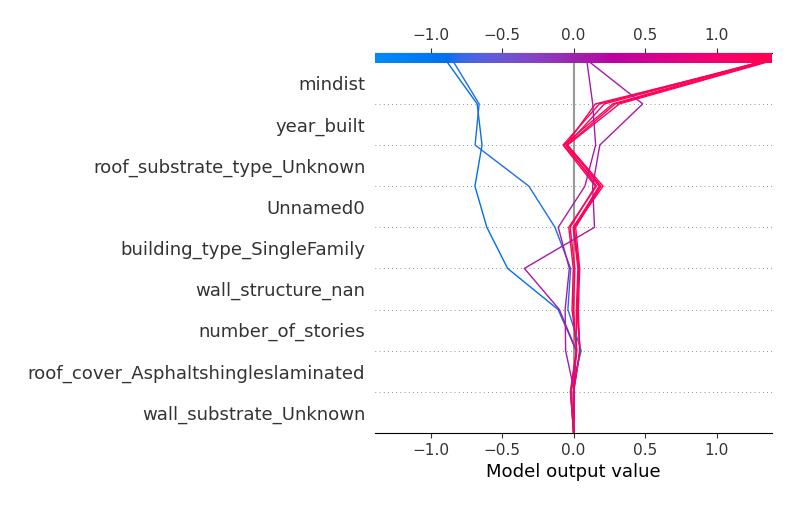 −1.0 −0.5 0.0 0.5 1.0
mindist
year_built
roof_substrate_type_Unknown
Unnamed0
building_type_SingleFamily
wall_structure_nan
number_of_stories
roof_cover_Asphaltshingleslaminated
wall_substrate_Unknown
−1.0 −0.5 0.0 0.5 1.0
Model output value